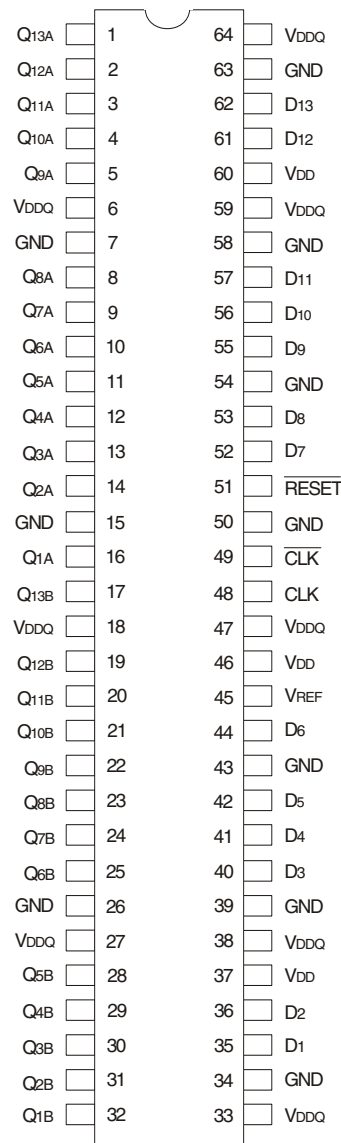 Q13A 1 64 VDDQ
Q12A 2 63 GND
Q11A 3 62 D13
Q10A 4 61 D12
Q9A 5 60 VDD
VDDQ 6 59 VDDQ
GND 7 58 GND
Q8A 8 57 D11
Q7A 9 56 D10
Q6A 10 55 D9
Q5A 11 54 GND
Q4A 12 53 D8
Q3A 13 52 D7
Q2A 14 51 RESET
GND 15 50 GND
Q1A 16 49 CLK
Q13B 17 48 CLK
VDDQ 18 47 VDDQ
Q12B 19 46 VDD
Q11B 20 45 VREF
Q10B 21 44 D6
Q9B 22 43 GND
Q8B 23 42 D5
Q7B 24 41 D4
Q6B 25 40 D3
GND 26 39 GND
VDDQ 27 38 VDDQ
Q5B 28 37 VDD
Q4B 29 36 D2
Q3B 30 35 D1
Q2B 31 34 GND
Q1B 32 33 VDDQ